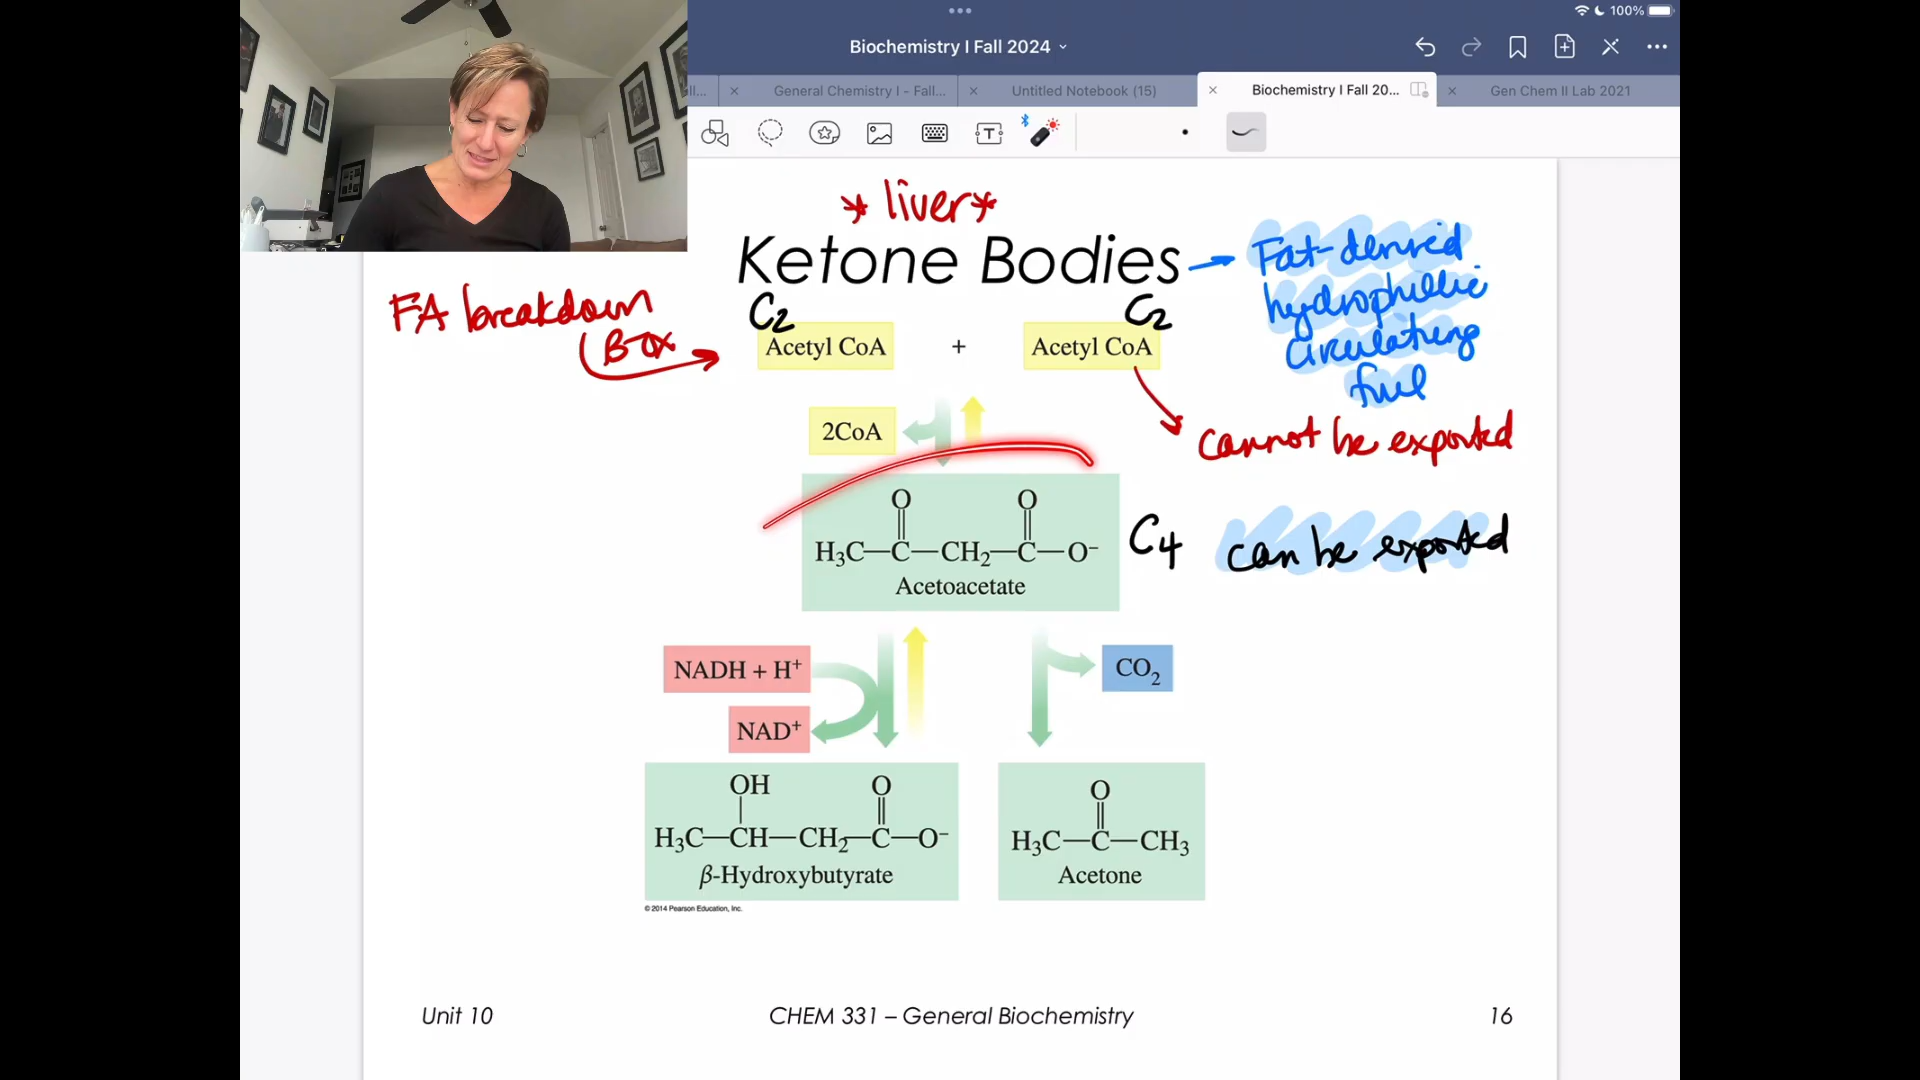 100%
Biochemistry I Fall 2024
ll...
General Chemistry I - Fall...
Untitled Notebook (15)
Biochemistry I Fall 20...
Gen Chem II Lab 2021
T
* liver *
Ketone Bodies
Fat-derived
hydrophillic
circulating
fuel
FA breakdown
B-ox
C2
C2
Acetyl CoA + Acetyl CoA
cannot be exported
2CoA
O O
H₃C—C—CH₂—C—O⁻
Acetoacetate
C4 can be exported
NADH + H⁺
NAD⁺
CO₂
OH O
H₃C—CH—CH₂—C—O⁻
β-Hydroxybutyrate
O
H₃C—C—CH₃
Acetone
© 2014 Pearson Education, Inc.
Unit 10
CHEM 331 – General Biochemistry
16